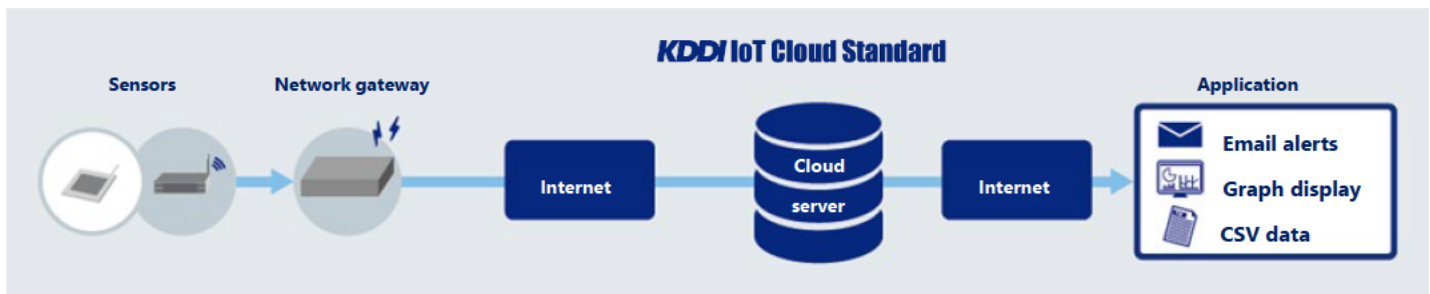 KDDI IoT Cloud Standard
Sensors
Network gateway
Application
Internet
Cloud
server
Internet
Email alerts
Graph display
CSV data